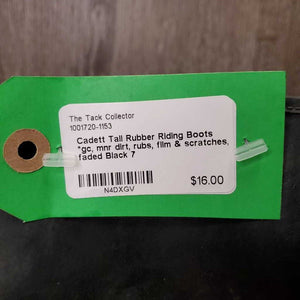 The Tack Collector
1001720-1153
Cadett Tall Rubber Riding Boots
*gc, mnr dirt, rubs, film & scratches,
faded Black 7
N4DXGV
$16.00